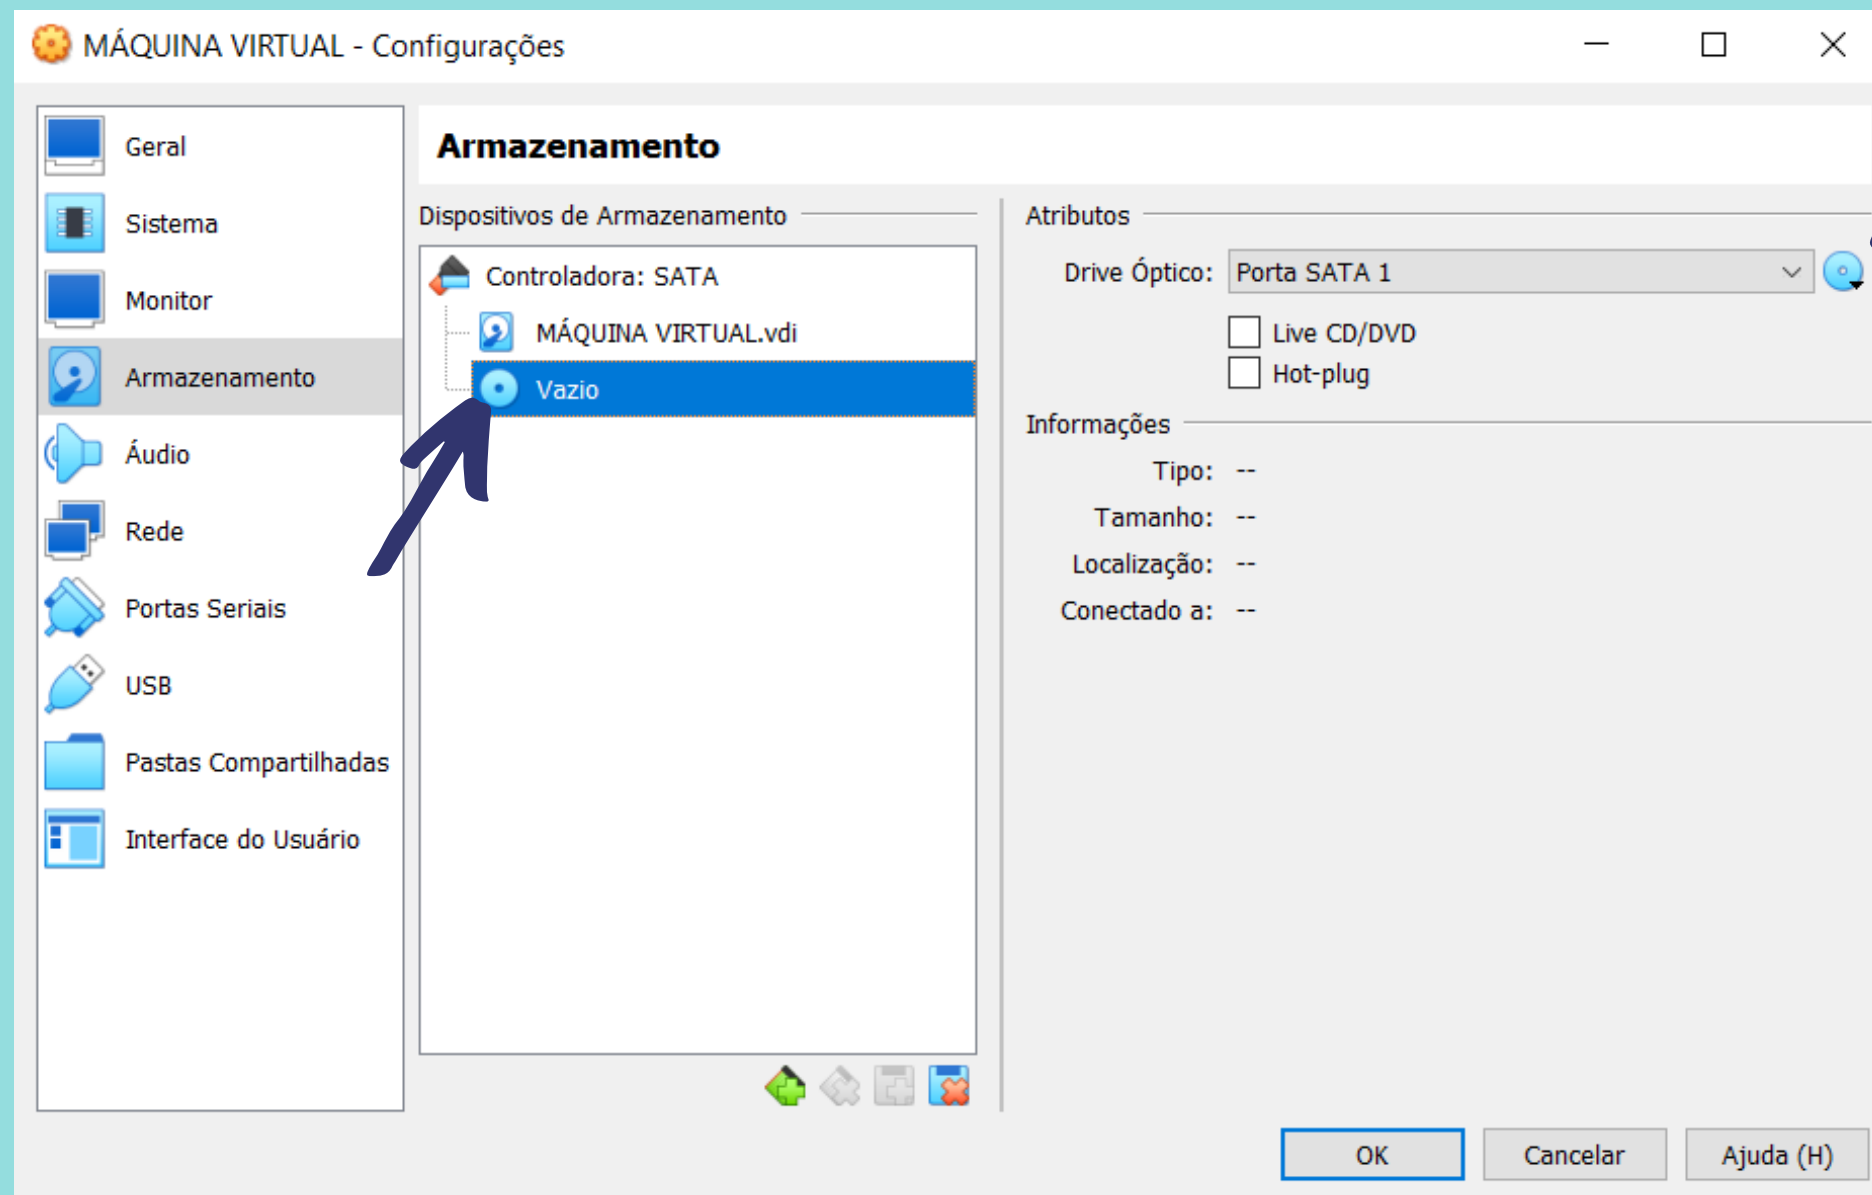 MÁQUINA VIRTUAL - Configurações
Geral
Sistema
Monitor
Armazenamento
Áudio
Rede
Portas Seriais
USB
Pastas Compartilhadas
Interface do Usuário
Armazenamento
Dispositivos de Armazenamento
Controladora: SATA
MÁQUINA VIRTUAL.vdi
Vazio
Atributos
Drive Óptico: Porta SATA 1
Live CD/DVD
Hot-plug
Informações
Tipo: --
Tamanho: --
Localização: --
Conectado a: --
OK Cancelar Ajuda (H)